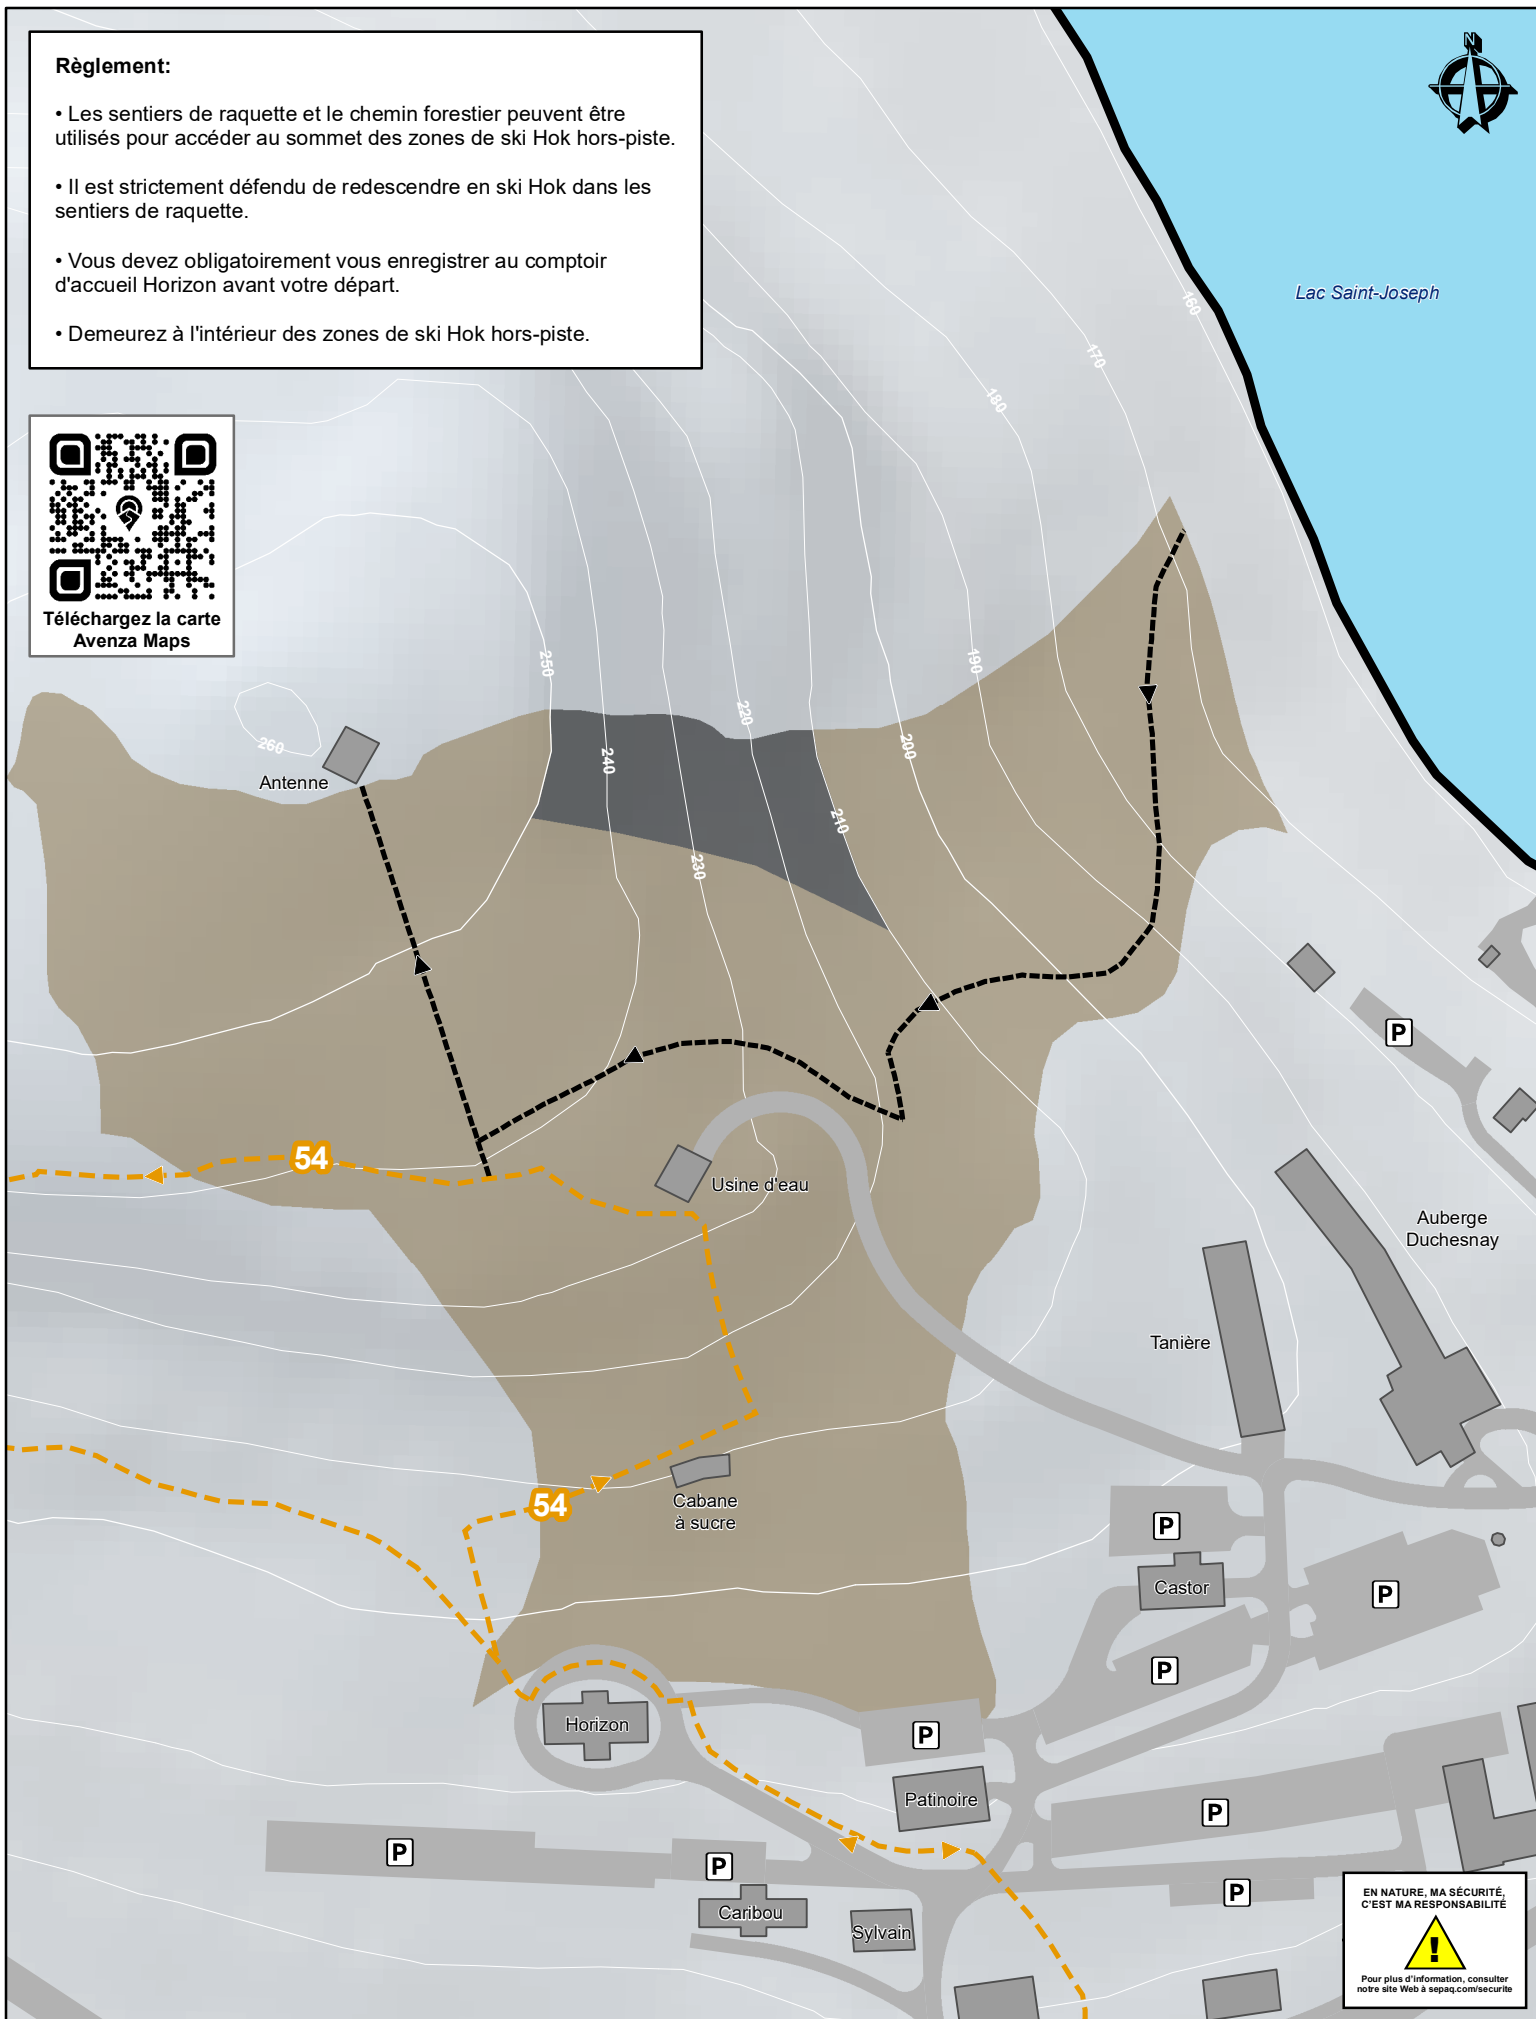 Règlement:
• Les sentiers de raquette et le chemin forestier peuvent être
utilisés pour accéder au sommet des zones de ski Hok hors-piste.
• Il est strictement défendu de redescendre en ski Hok dans les
sentiers de raquette.
• Vous devez obligatoirement vous enregistrer au comptoir
d'accueil Horizon avant votre départ.
• Demeurez à l'intérieur des zones de ski Hok hors-piste.
N
Lac Saint-Joseph
160
170
180
Téléchargez la carte
Avenza Maps
250
190
220
260
240
200
Antenne
210
230
P
54
Usine d'eau
Auberge
Duchesnay
Tanière
Cabane
à sucre
54
P
Castor
P
P
Horizon
P
Patinoire
P
P
P
P
Caribou
Sylvain
EN NATURE, MA SÉCURITÉ,
C'EST MA RESPONSABILITÉ
!
Pour plus d'information, consulter
notre site Web à sepaq.com/securite